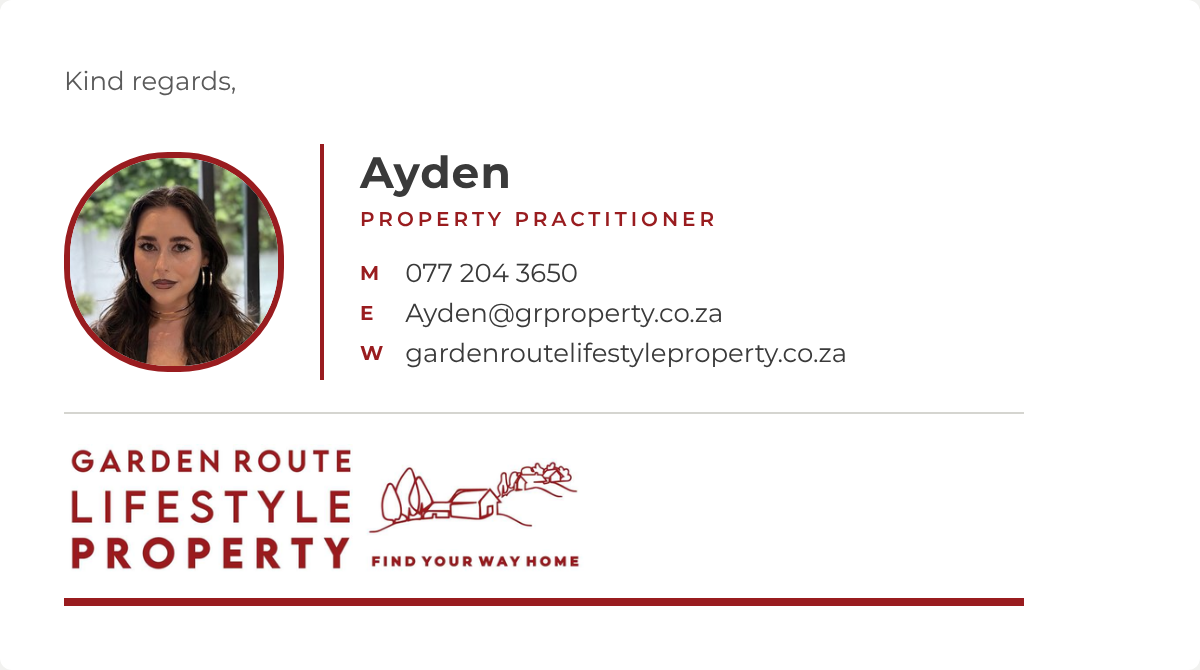 Kind regards,
Ayden
PROPERTY PRACTITIONER
M 077 204 3650
E Ayden@grproperty.co.za
W gardenroutelifestyleproperty.co.za
GARDEN ROUTE
LIFESTYLE
PROPERTY
FIND YOUR WAY HOME